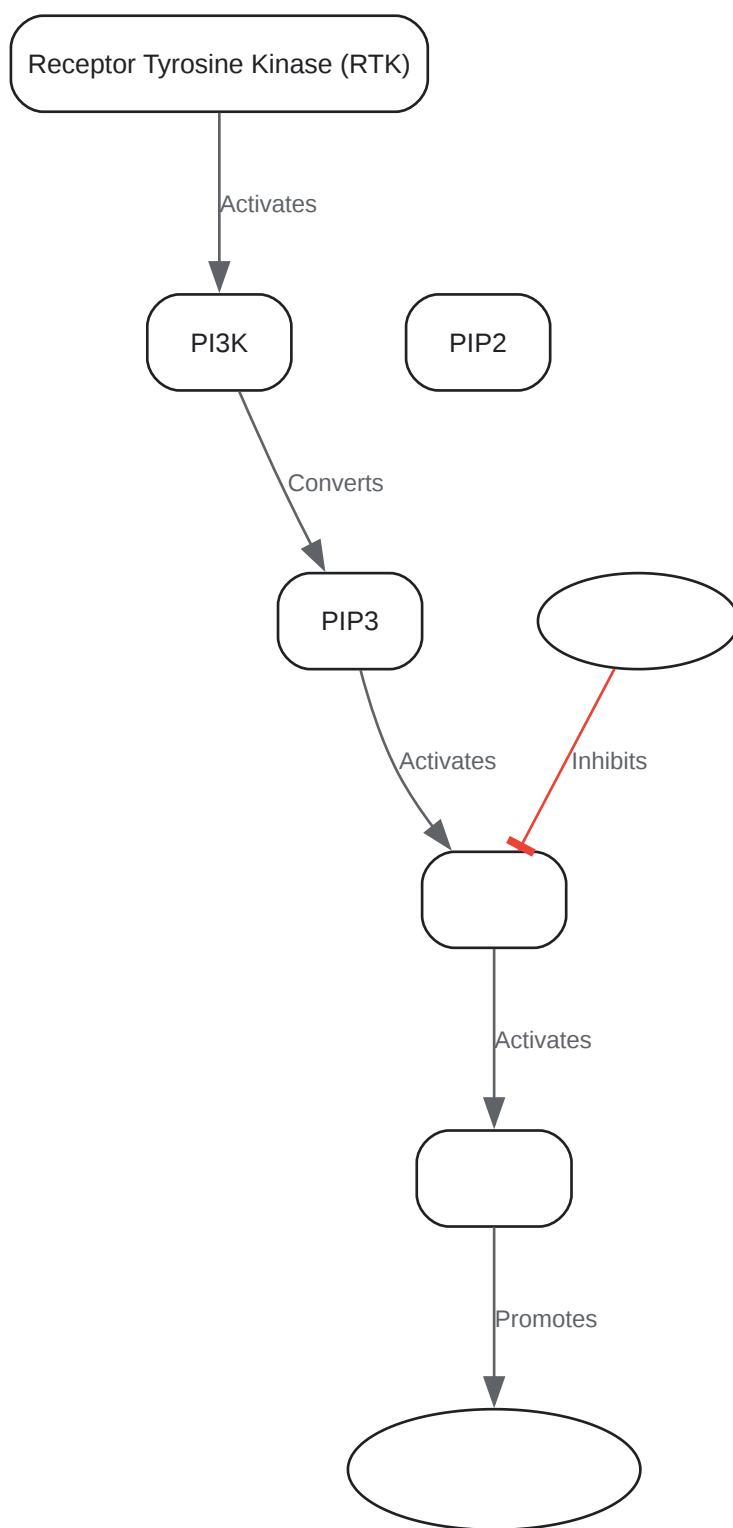 Receptor Tyrosine Kinase (RTK)
Activates
PI3K
PIP2
Converts
PIP3
Activates
Inhibits
Activates
Promotes